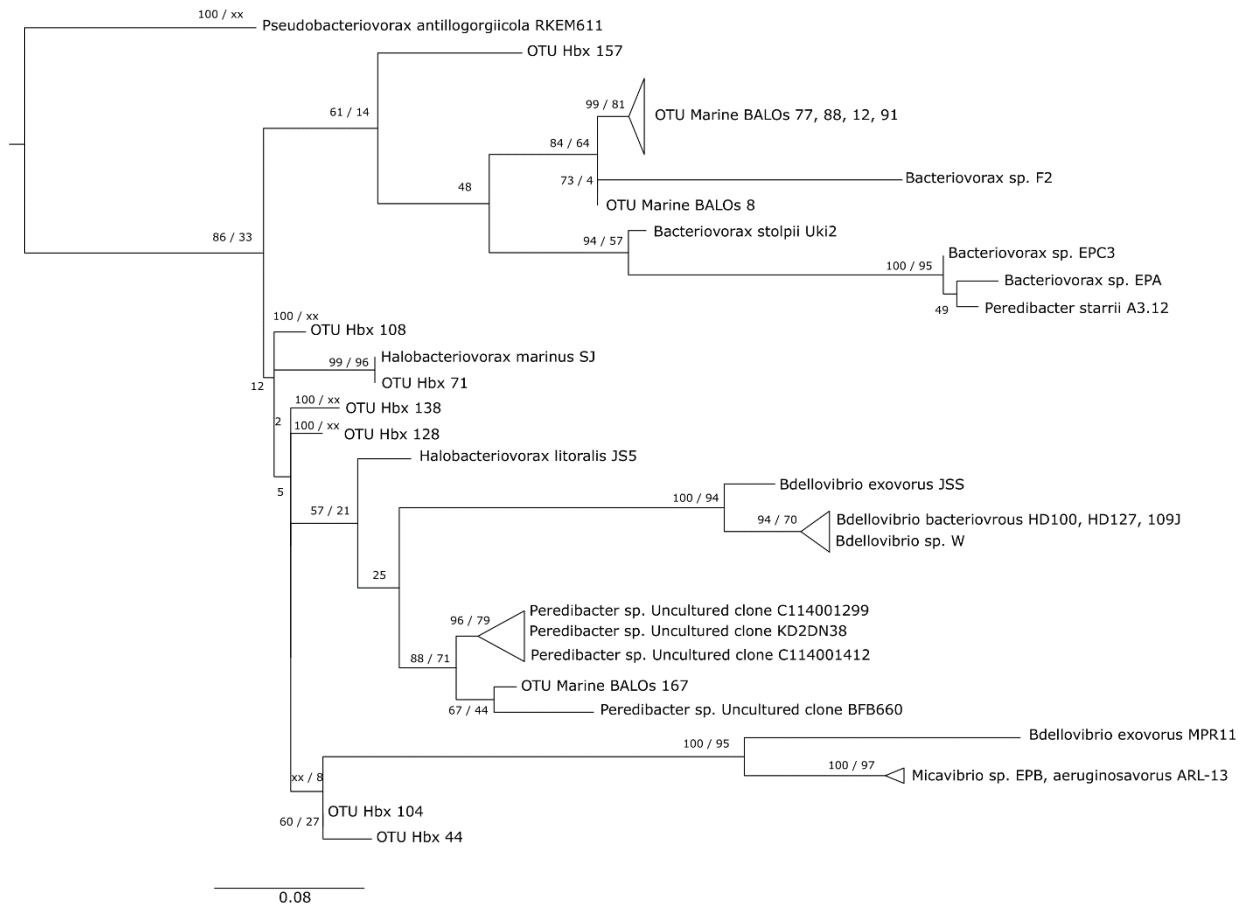 100 / xx
Pseudobacteriovorax antillogorgiicola RKEM611
OTU Hbx 157
61 / 14
99 / 81
OTU Marine BALOs 77, 88, 12, 91
84 / 64
73 / 4
Bacteriovorax sp. F2
48
OTU Marine BALOs 8
Bacteriovorax stolpii Uki2
86 / 33
94 / 57
Bacteriovorax sp. EPC3
100 / 95
Bacteriovorax sp. EPA
49
Peredibacter starrii A3.12
100 / xx
OTU Hbx 108
Halobacteriovorax marinus SJ
99 / 96
12
OTU Hbx 71
100 / xx
OTU Hbx 138
2
100 / xx
OTU Hbx 128
Halobacteriovorax litoralis JS5
5
Bdellovibrio exovorus JSS
100 / 94
57 / 21
94 / 70
Bdellovibrio bacteriovrous HD100, HD127, 109J
Bdellovibrio sp. W
25
Peredibacter sp. Uncultured clone C114001299
96 / 79
Peredibacter sp. Uncultured clone KD2DN38
88 / 71
Peredibacter sp. Uncultured clone C114001412
OTU Marine BALOs 167
67 / 44
Peredibacter sp. Uncultured clone BFB660
Bdellovibrio exovorus MPR11
100 / 95
100 / 97
Micavibrio sp. EPB, aeruginosavorus ARL-13
xx / 8
OTU Hbx 104
60 / 27
OTU Hbx 44
0.08